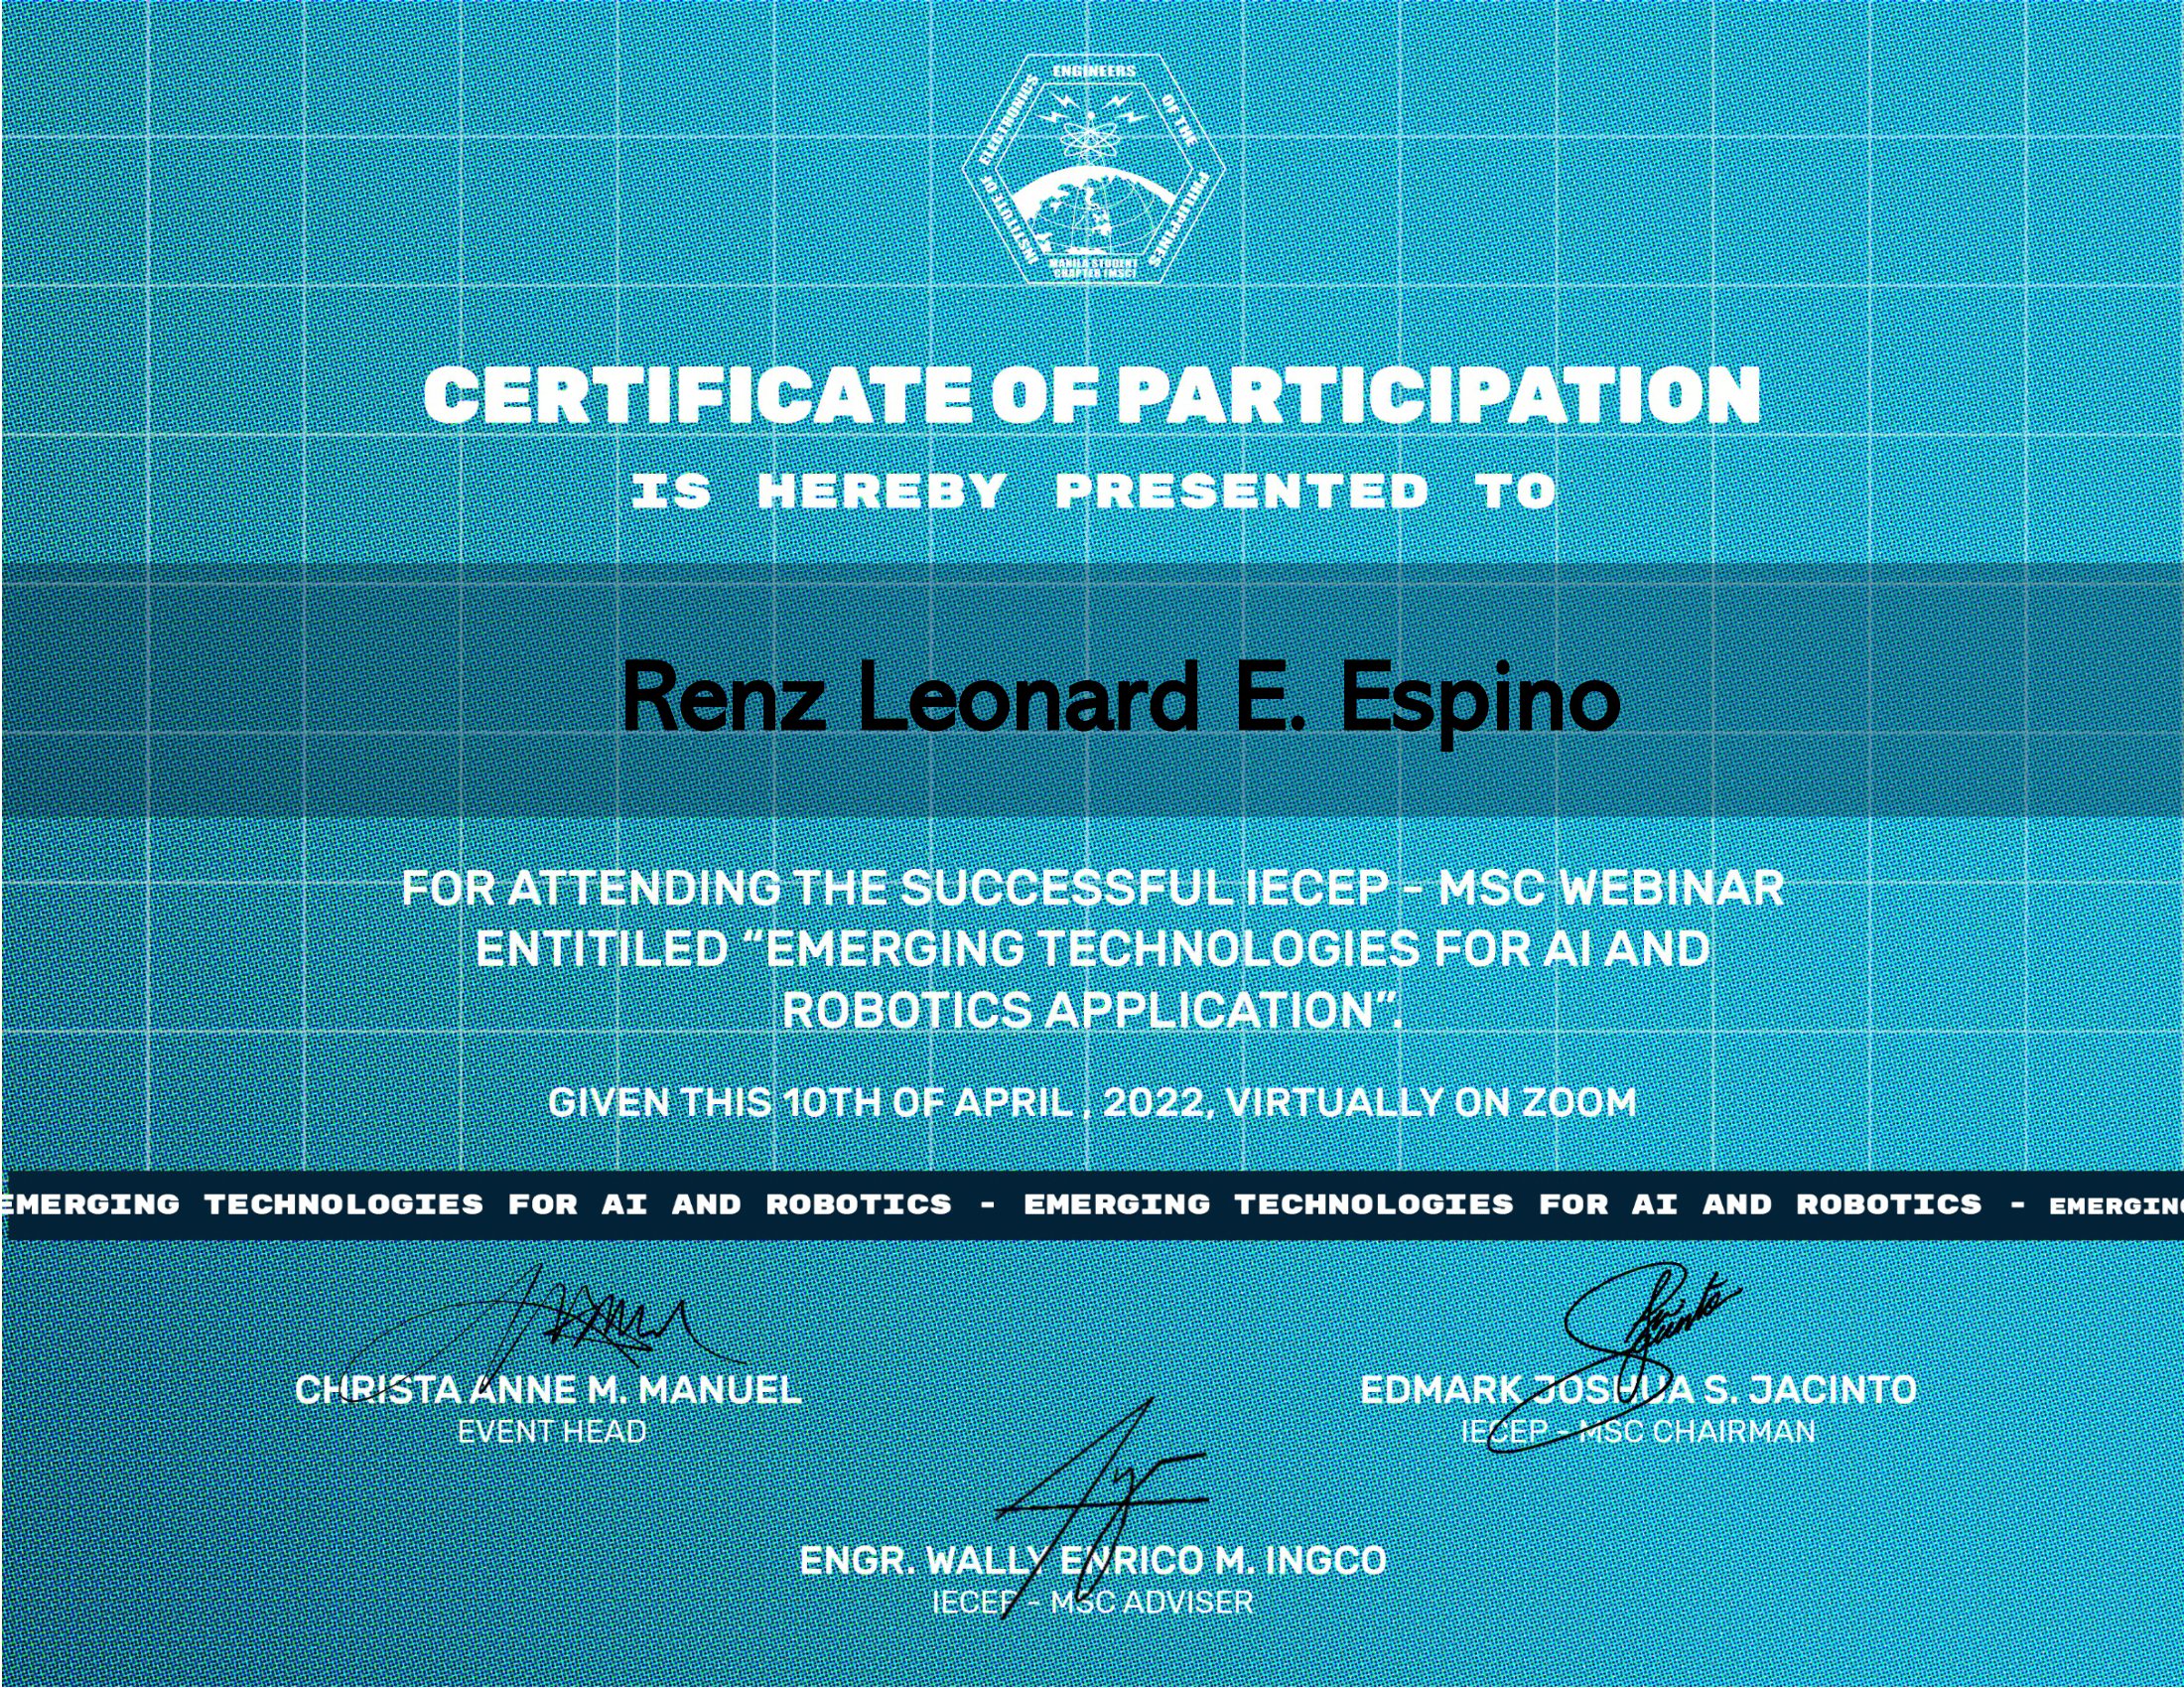 INSTITUTE OF ELECTRONICS ENGINEERS OF THE PHILIPPINES
MANILA STUDENT
CHAPTER (MSC)
CERTIFICATE OF PARTICIPATION
IS HEREBY PRESENTED TO
Renz Leonard E. Espino
FOR ATTENDING THE SUCCESSFUL IECEP - MSC WEBINAR
ENTITILED “EMERGING TECHNOLOGIES FOR AI AND
ROBOTICS APPLICATION”.
GIVEN THIS 10TH OF APRIL , 2022, VIRTUALLY ON ZOOM
EMERGING TECHNOLOGIES FOR AI AND ROBOTICS - EMERGING TECHNOLOGIES FOR AI AND ROBOTICS - EMERGING
CHRISTA ANNE M. MANUEL
EVENT HEAD
EDMARK JOSHUA S. JACINTO
IECEP - MSC CHAIRMAN
ENGR. WALLY ENRICO M. INGCO
IECEP - MSC ADVISER